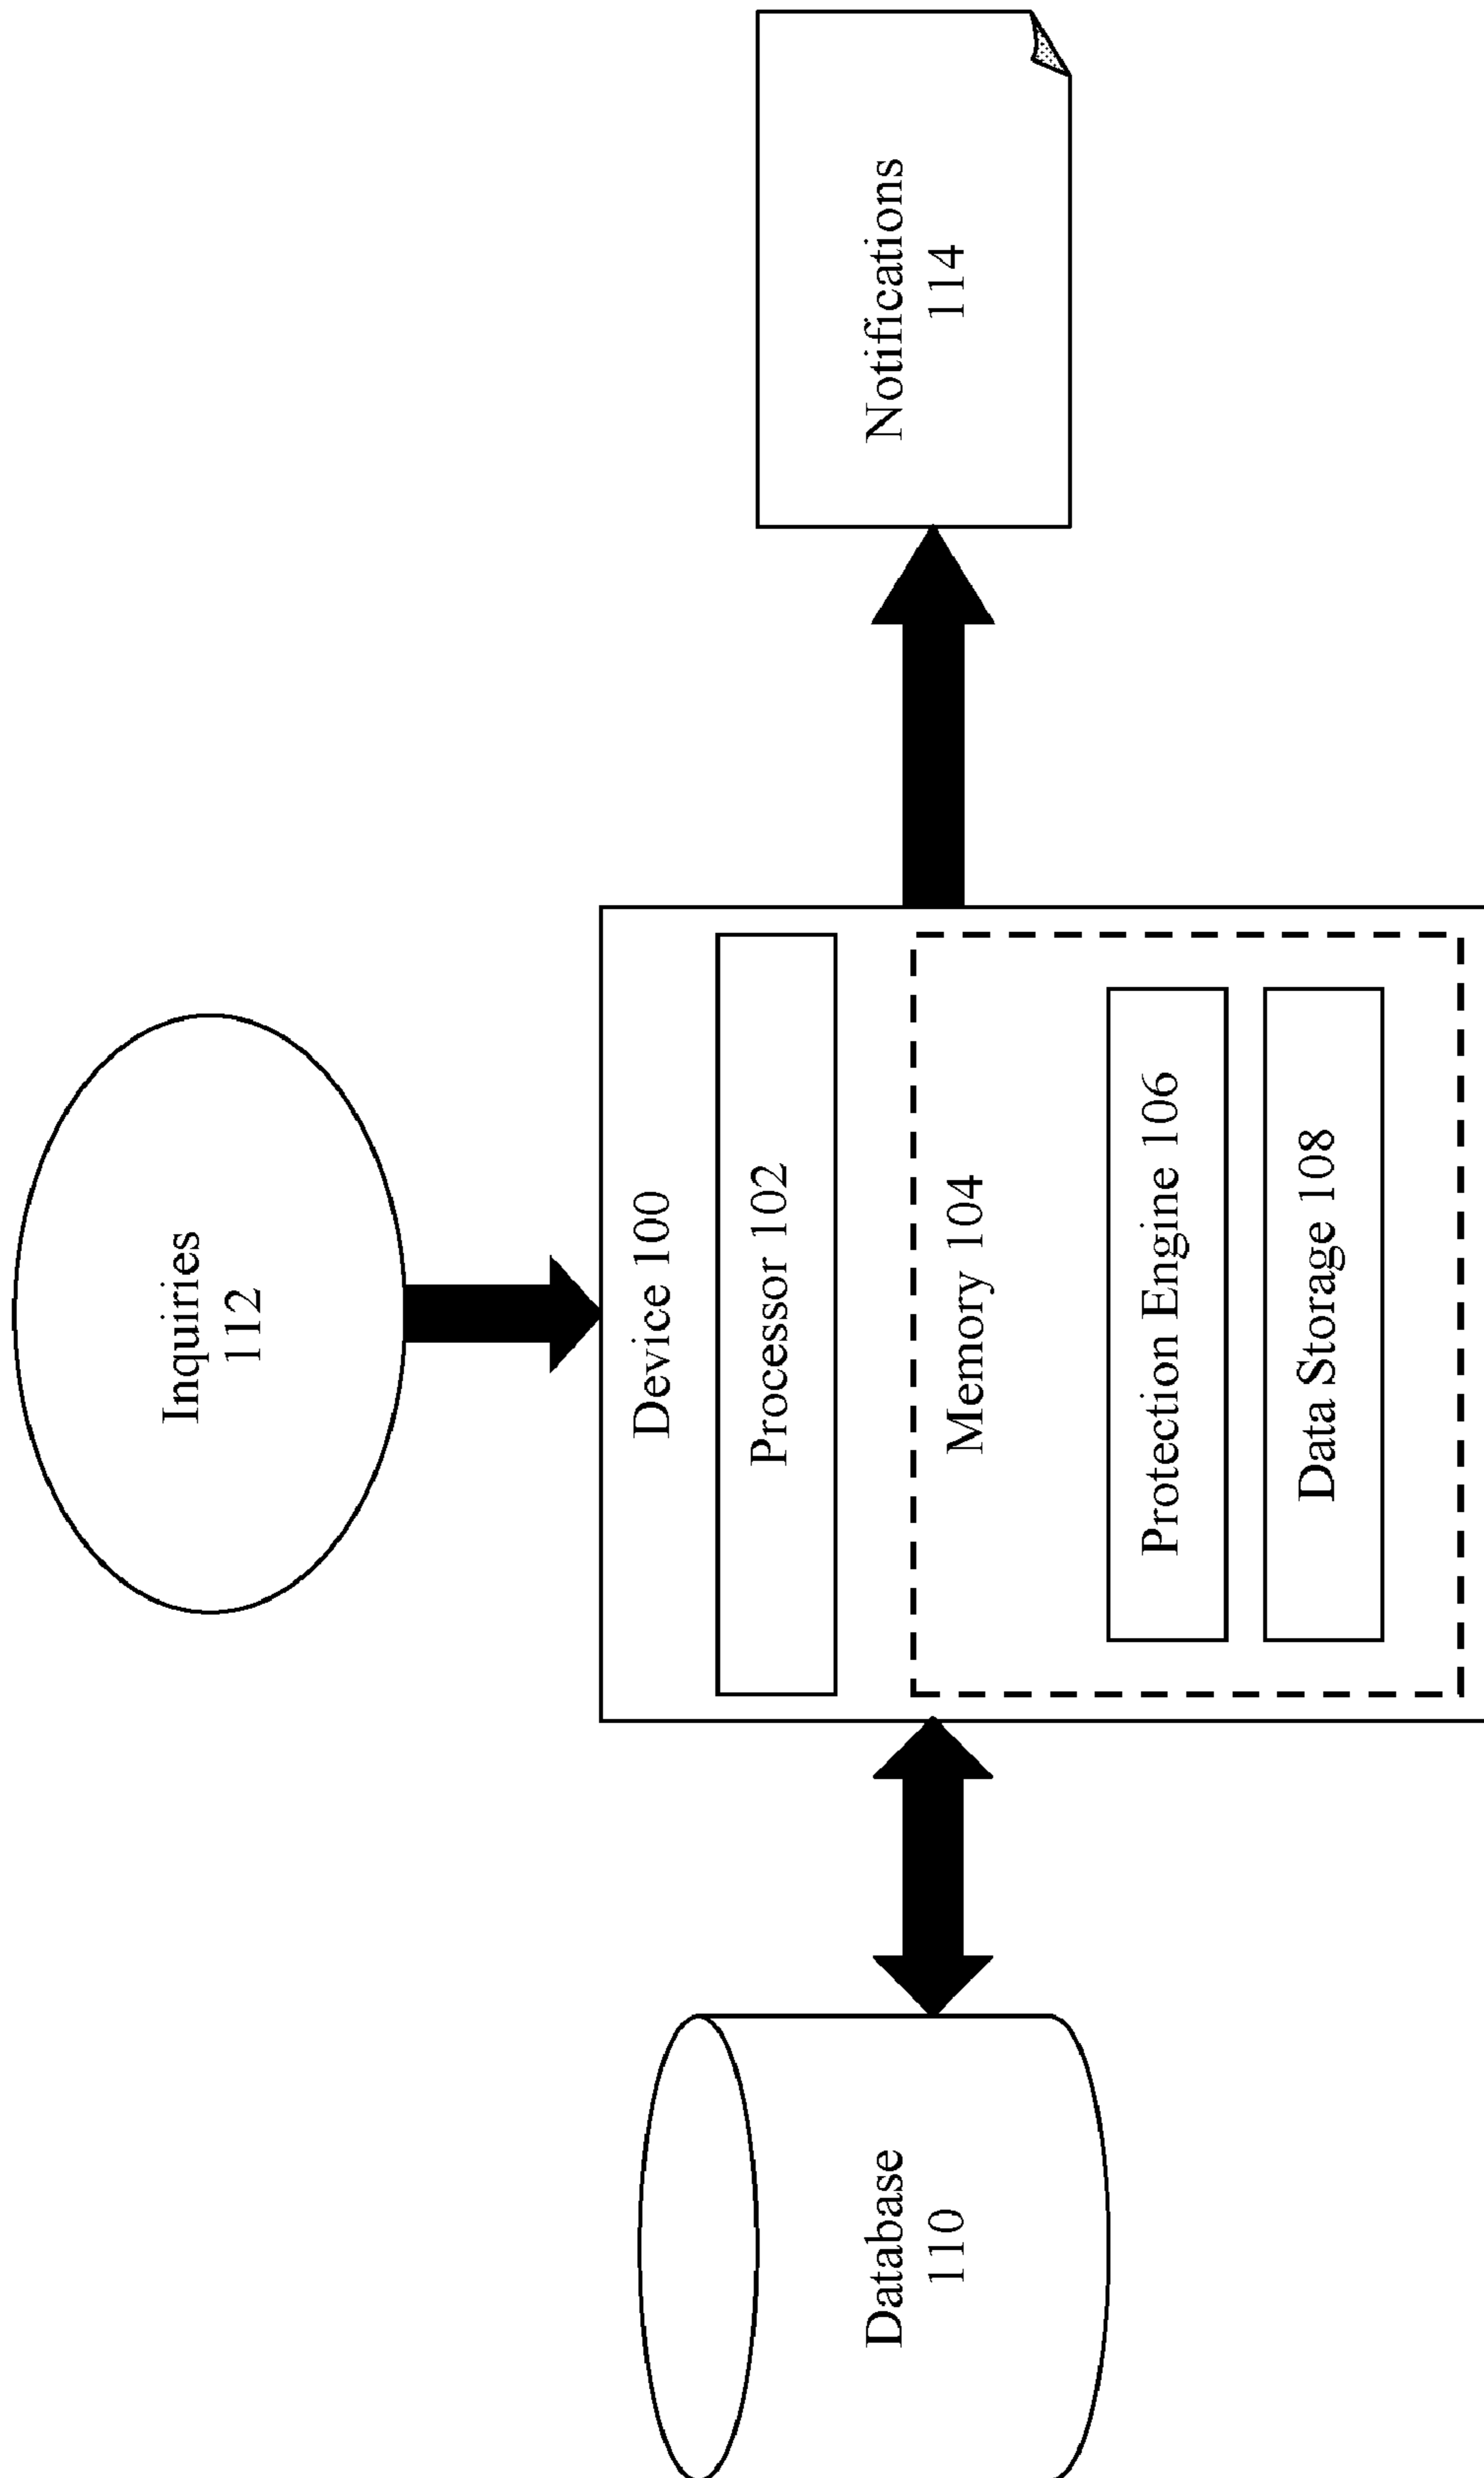 Inquiries
112
Device 100
Processor 102
Memory 104
Protection Engine 106
Data Storage 108
Database
110
Notifications
114